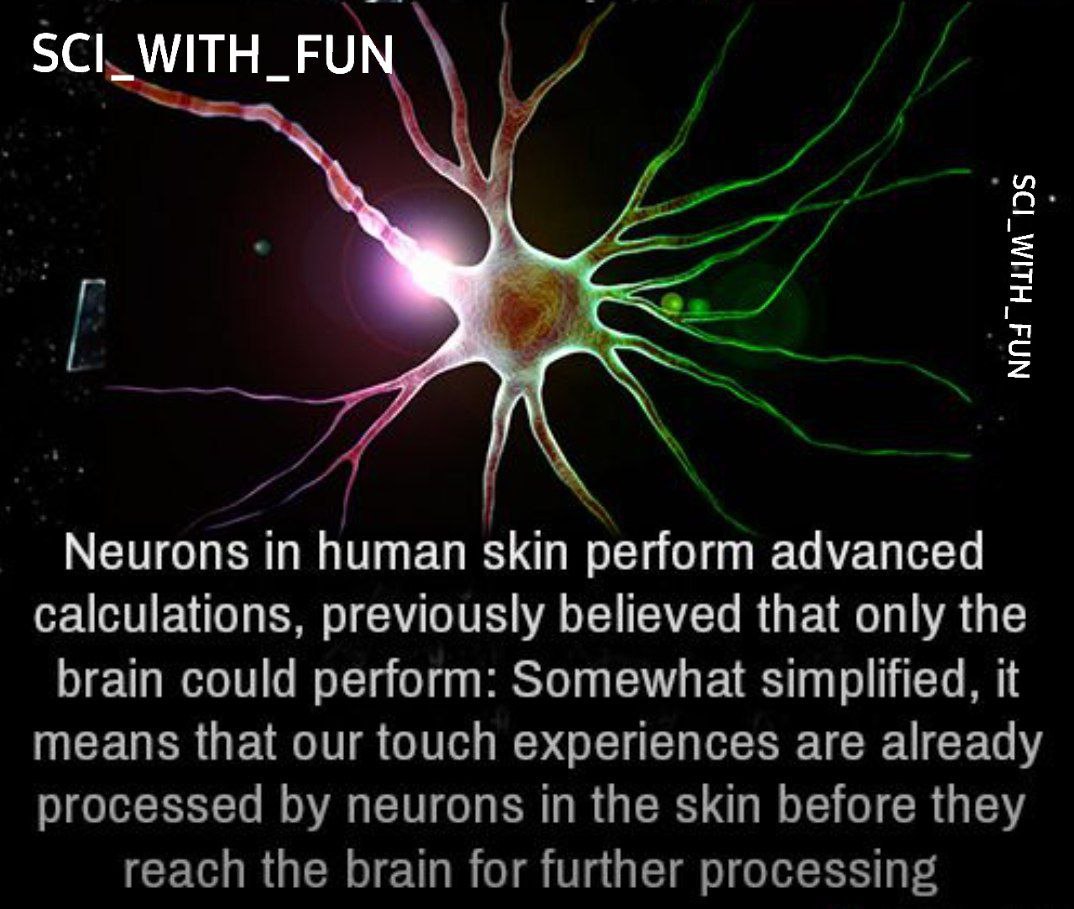 SCI_WITH_FUN
SCI_WITH_FUN
Neurons in human skin perform advanced
calculations, previously believed that only the
brain could perform: Somewhat simplified, it
means that our touch experiences are already
processed by neurons in the skin before they
reach the brain for further processing